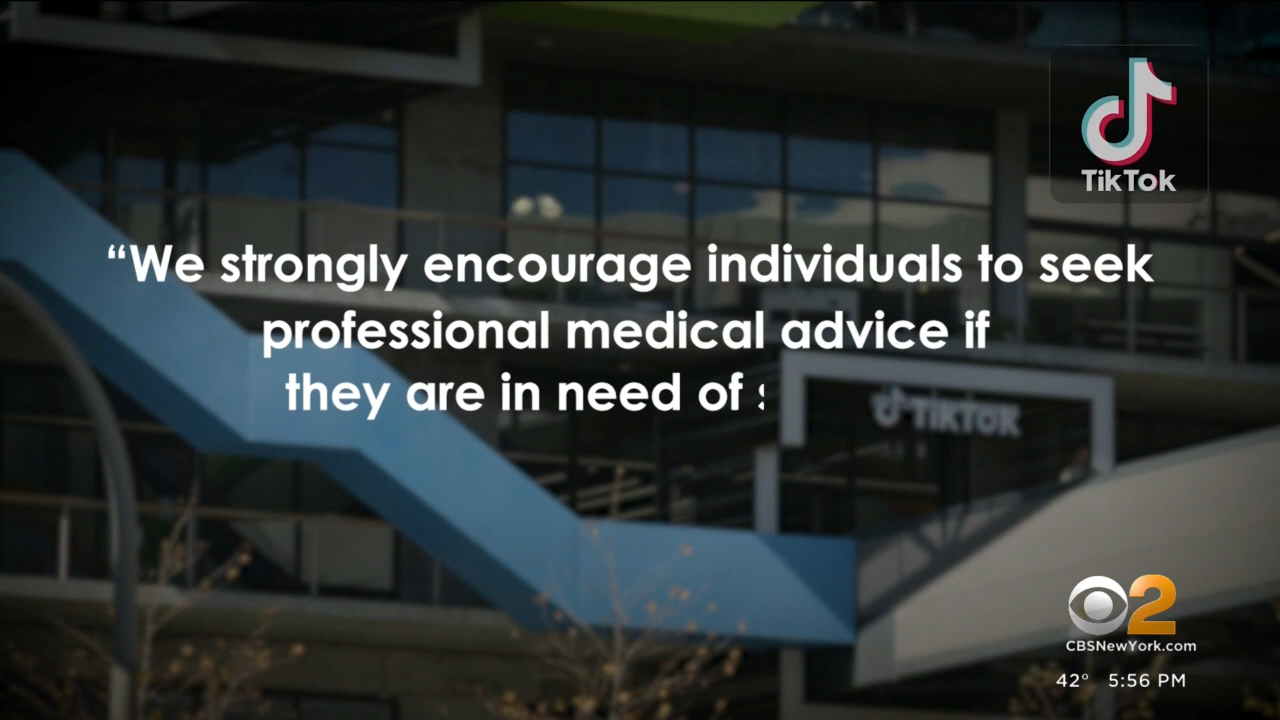 TikTok
“We strongly encourage individuals to seek
professional medical advice if
they are in need of
TikTok
2
CBSNewYork.com
42° 5:56 PM